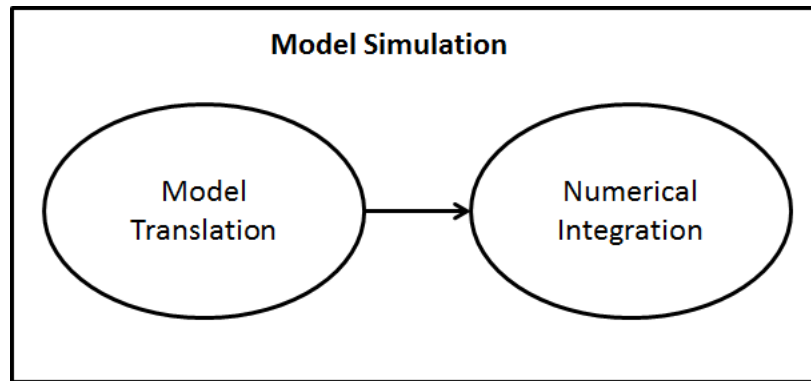 Model Simulation
Model
Translation
Numerical
Integration